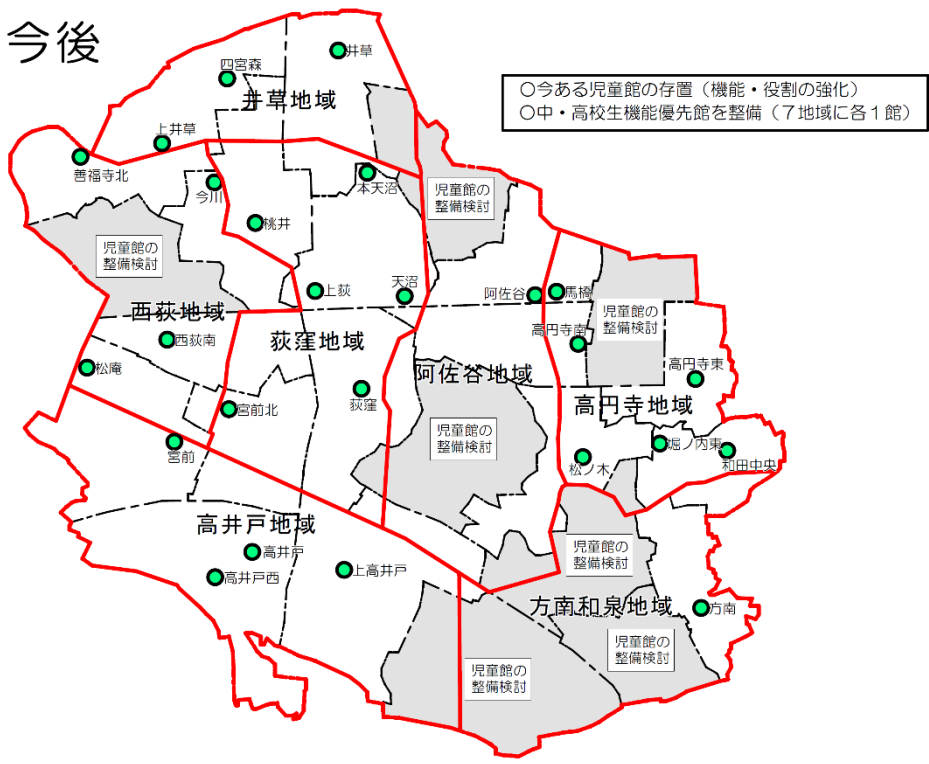 今後
○今ある児童館の存置（機能・役割の強化）
○中・高校生機能優先館を整備（７地域に各１館）
井草
四宮森
井草地域
上井草
善福寺北
今川
本天沼
桃井
児童館の
整備検討
児童館の
整備検討
上荻
天沼
阿佐谷
馬橋
児童館の
整備検討
西荻地域
西荻南
荻窪地域
高円寺南
高円寺東
松庵
阿佐谷地域
荻窪
高円寺地域
宮前北
児童館の
整備検討
宮前
堀ノ内東
和田中央
松ノ木
高井戸地域
高井戸
高井戸西
上高井戸
児童館の
整備検討
方南和泉地域
方南
児童館の
整備検討
児童館の
整備検討